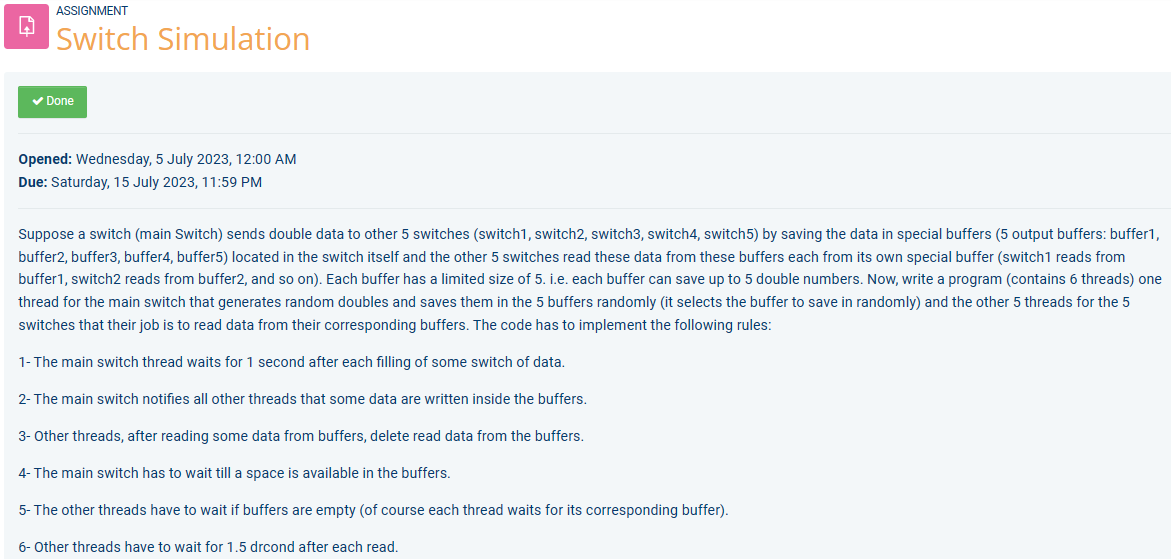 ASSIGNMENT
Switch Simulation
Done
Opened: Wednesday, 5 July 2023, 12:00 AM
Due: Saturday, 15 July 2023, 11:59 PM
Suppose a switch (main Switch) sends double data to other 5 switches (switch1, switch2, switch3, switch4, switch5) by saving the data in special buffers (5 output buffers: buffer1,
buffer2, buffer3, buffer4, buffer5) located in the switch itself and the other 5 switches read these data from these buffers each from its own special buffer (switch1 reads from
buffer1, switch2 reads from buffer2, and so on). Each buffer has a limited size of 5. i.e. each buffer can save up to 5 double numbers. Now, write a program (contains 6 threads) one
thread for the main switch that generates random doubles and saves them in the 5 buffers randomly (it selects the buffer to save in randomly) and the other 5 threads for the 5
switches that their job is to read data from their corresponding buffers. The code has to implement the following rules:
1- The main switch thread waits for 1 second after each filling of some switch of data.
2- The main switch notifies all other threads that some data are written inside the buffers.
3- Other threads, after reading some data from buffers, delete read data from the buffers.
4- The main switch has to wait till a space is available in the buffers.
5- The other threads have to wait if buffers are empty (of course each thread waits for its corresponding buffer).
6- Other threads have to wait for 1.5 drcond after each read.